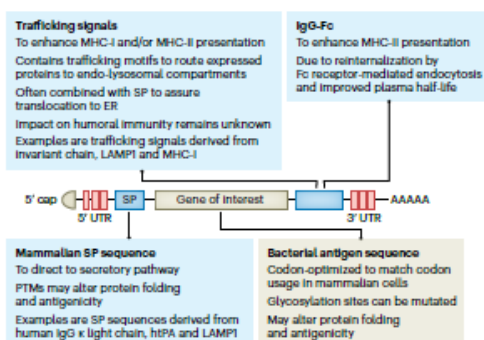 Trafficking signals
To enhance MHC-I and/or MHC-II presentation
Contains trafficking motifs to route expressed
proteins to endo-lysosomal compartments
Often combined with SP to assure
translocation to ER
Impact on humoral immunity remains unknown
Examples are trafficking signals derived from
invariant chain, LAMP1 and MHC-I
IgG-Fc
To enhance MHC-II presentation
Due to reinternalization by
Fc receptor-mediated endocytosis
and improved plasma half-life
5′ cap
5′ UTR
SP
Gene of interest
3′ UTR
AAAAA
Mammalian SP sequence
To direct to secretory pathway
PTMs may alter protein folding
and antigenicity
Examples are SP sequences derived from
human IgG κ light chain, htPA and LAMP1
Bacterial antigen sequence
Codon-optimized to match codon
usage in mammalian cells
Glycosylation sites can be mutated
May alter protein folding
and antigenicity